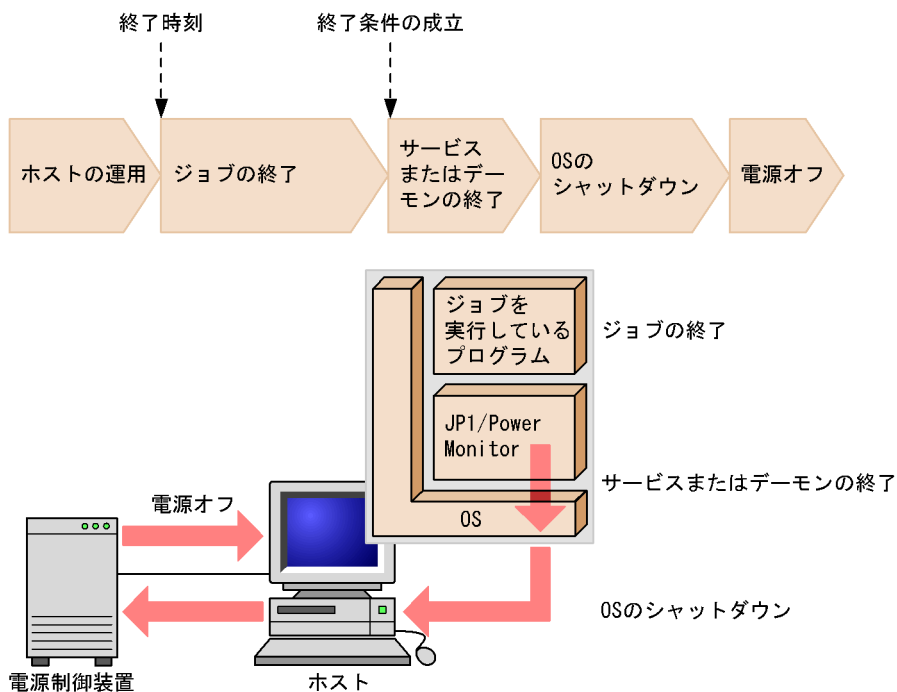 終了時刻
終了条件の成立
ホストの運用
ジョブの終了
サービス
またはデー
モンの終了
OSの
シャットダウン
電源オフ
ジョブを
実行している
プログラム
ジョブの終了
JP1/Power
Monitor
サービスまたはデーモンの終了
OS
電源オフ
OSのシャットダウン
電源制御装置
ホスト